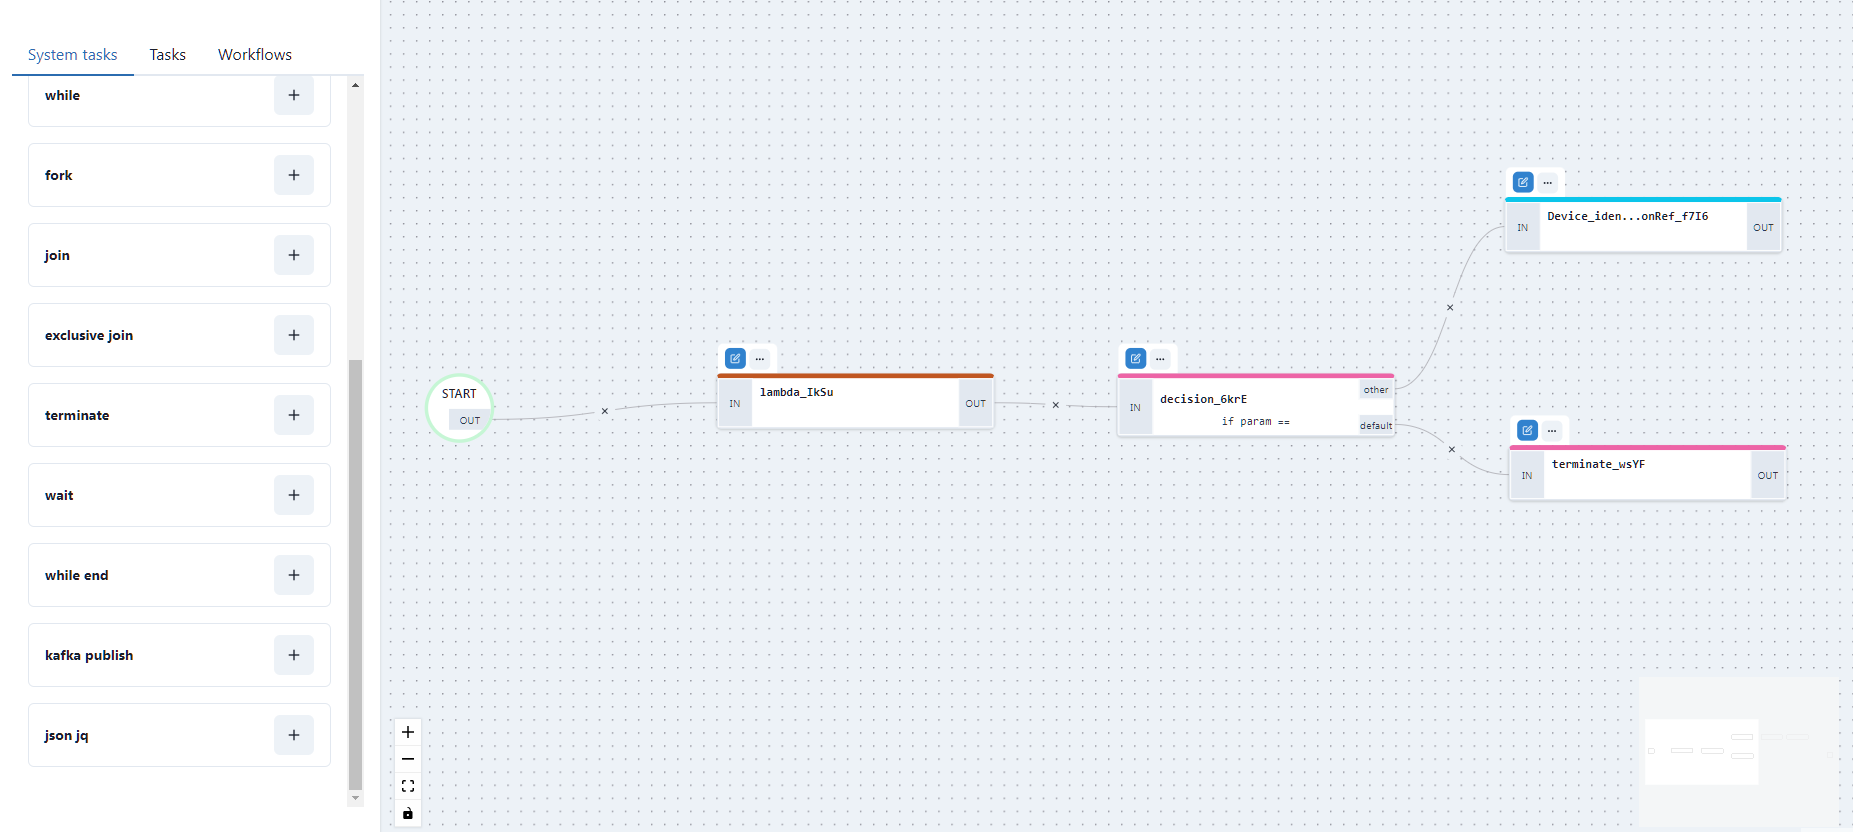 System tasks
Tasks
Workflows
while
fork
join
exclusive join
terminate
wait
while end
kafka publish
json jq
START
OUT
IN
lambda_IkSu
OUT
IN
decision_6krE
if param ==
other
default
IN
Device_iden...onRef_f7I6
OUT
IN
terminate_wsYF
OUT